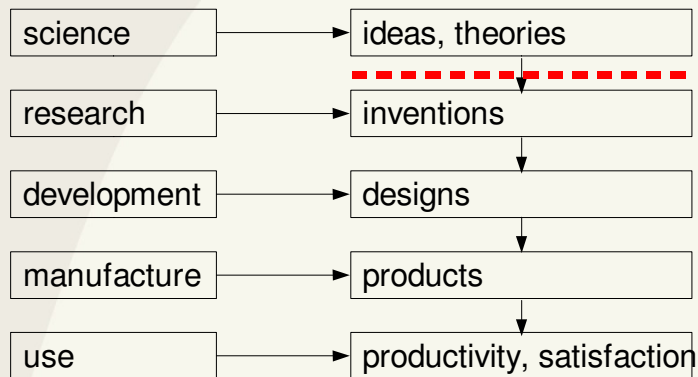 science
ideas, theories
research
inventions
development
designs
manufacture
products
use
productivity, satisfaction